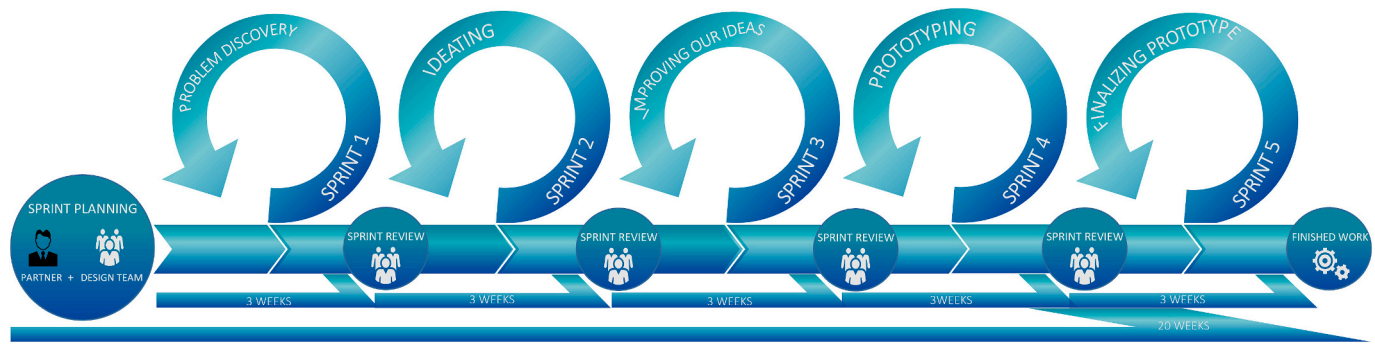 PROBLEM DISCOVERY
SPRINT 1
IDEATING
SPRINT 2
IMPROVING OUR IDEAS
SPRINT 3
PROTOTYPING
SPRINT 4
FINALIZING PROTOTYPE
SPRINT 5
SPRINT PLANNING
PARTNER + DESIGN TEAM
SPRINT REVIEW
SPRINT REVIEW
SPRINT REVIEW
SPRINT REVIEW
FINISHED WORK
3 WEEKS
3 WEEKS
3 WEEKS
3WEEKS
3 WEEKS
20 WEEKS